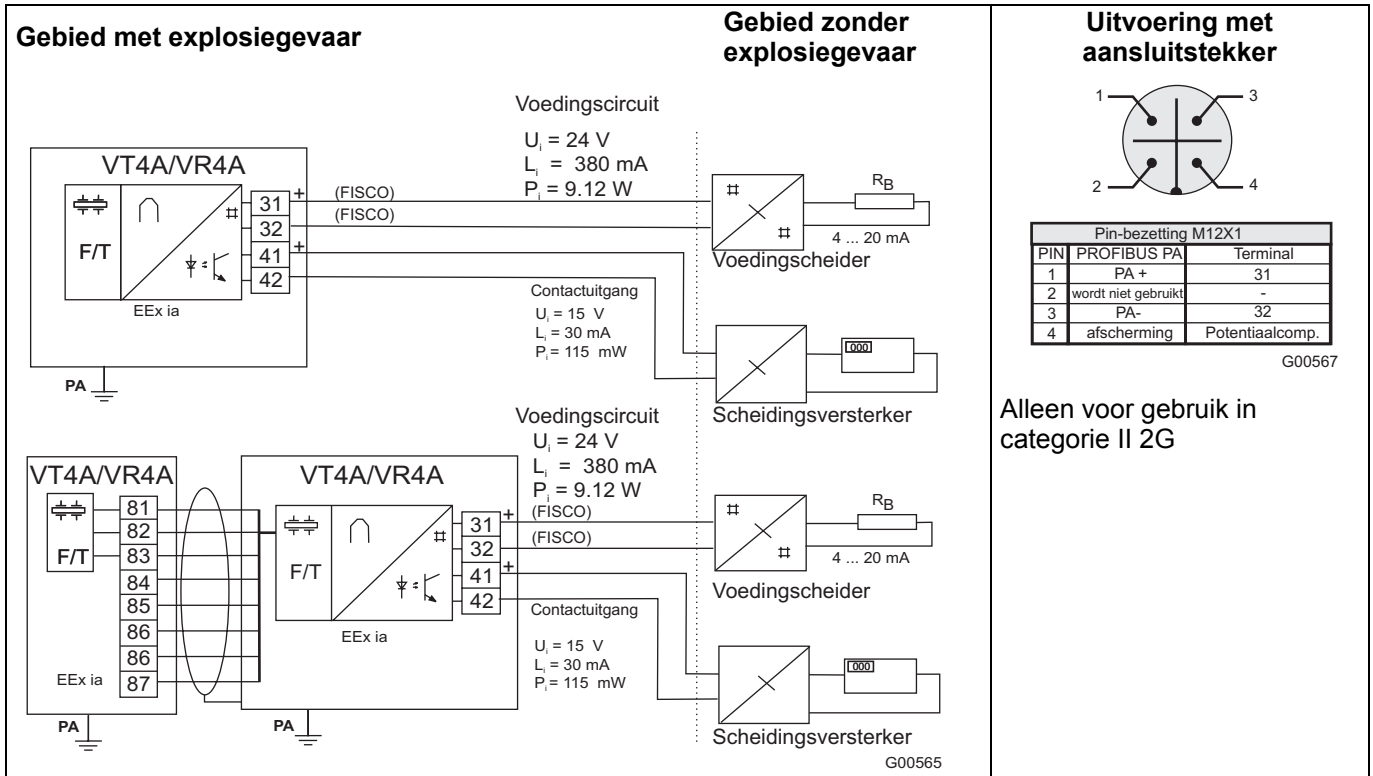 Gebied met explosiegevaar
Gebied zonder
explosiegevaar
Voedingscircuit
Uᵢ = 24 V
Lᵢ = 380 mA
Pᵢ = 9.12 W
VT4A/VR4A
F/T
EEx ia
31
32
41
42
+
+
(FISCO)
(FISCO)
PA
Contactuitgang
Uᵢ = 15 V
Lᵢ = 30 mA
Pᵢ = 115 mW
RB
4 ... 20 mA
Voedingscheider
000
Scheidingsversterker
Voedingscircuit
Uᵢ = 24 V
Lᵢ = 380 mA
Pᵢ = 9.12 W
VT4A/VR4A
F/T
81
82
83
84
85
86
86
87
EEx ia
PA
VT4A/VR4A
F/T
EEx ia
31
32
41
42
+
+
(FISCO)
(FISCO)
PA
Contactuitgang
Uᵢ = 15 V
Lᵢ = 30 mA
Pᵢ = 115 mW
RB
4 ... 20 mA
Voedingscheider
000
Scheidingsversterker
G00565
Uitvoering met
aansluitstekker
1
3
2
4
Pin-bezetting M12X1
PIN PROFIBUS PA Terminal
1 PA + 31
2 wordt niet gebruikt -
3 PA- 32
4 afscherming Potentiaalcomp.
G00567
Alleen voor gebruik in
categorie II 2G